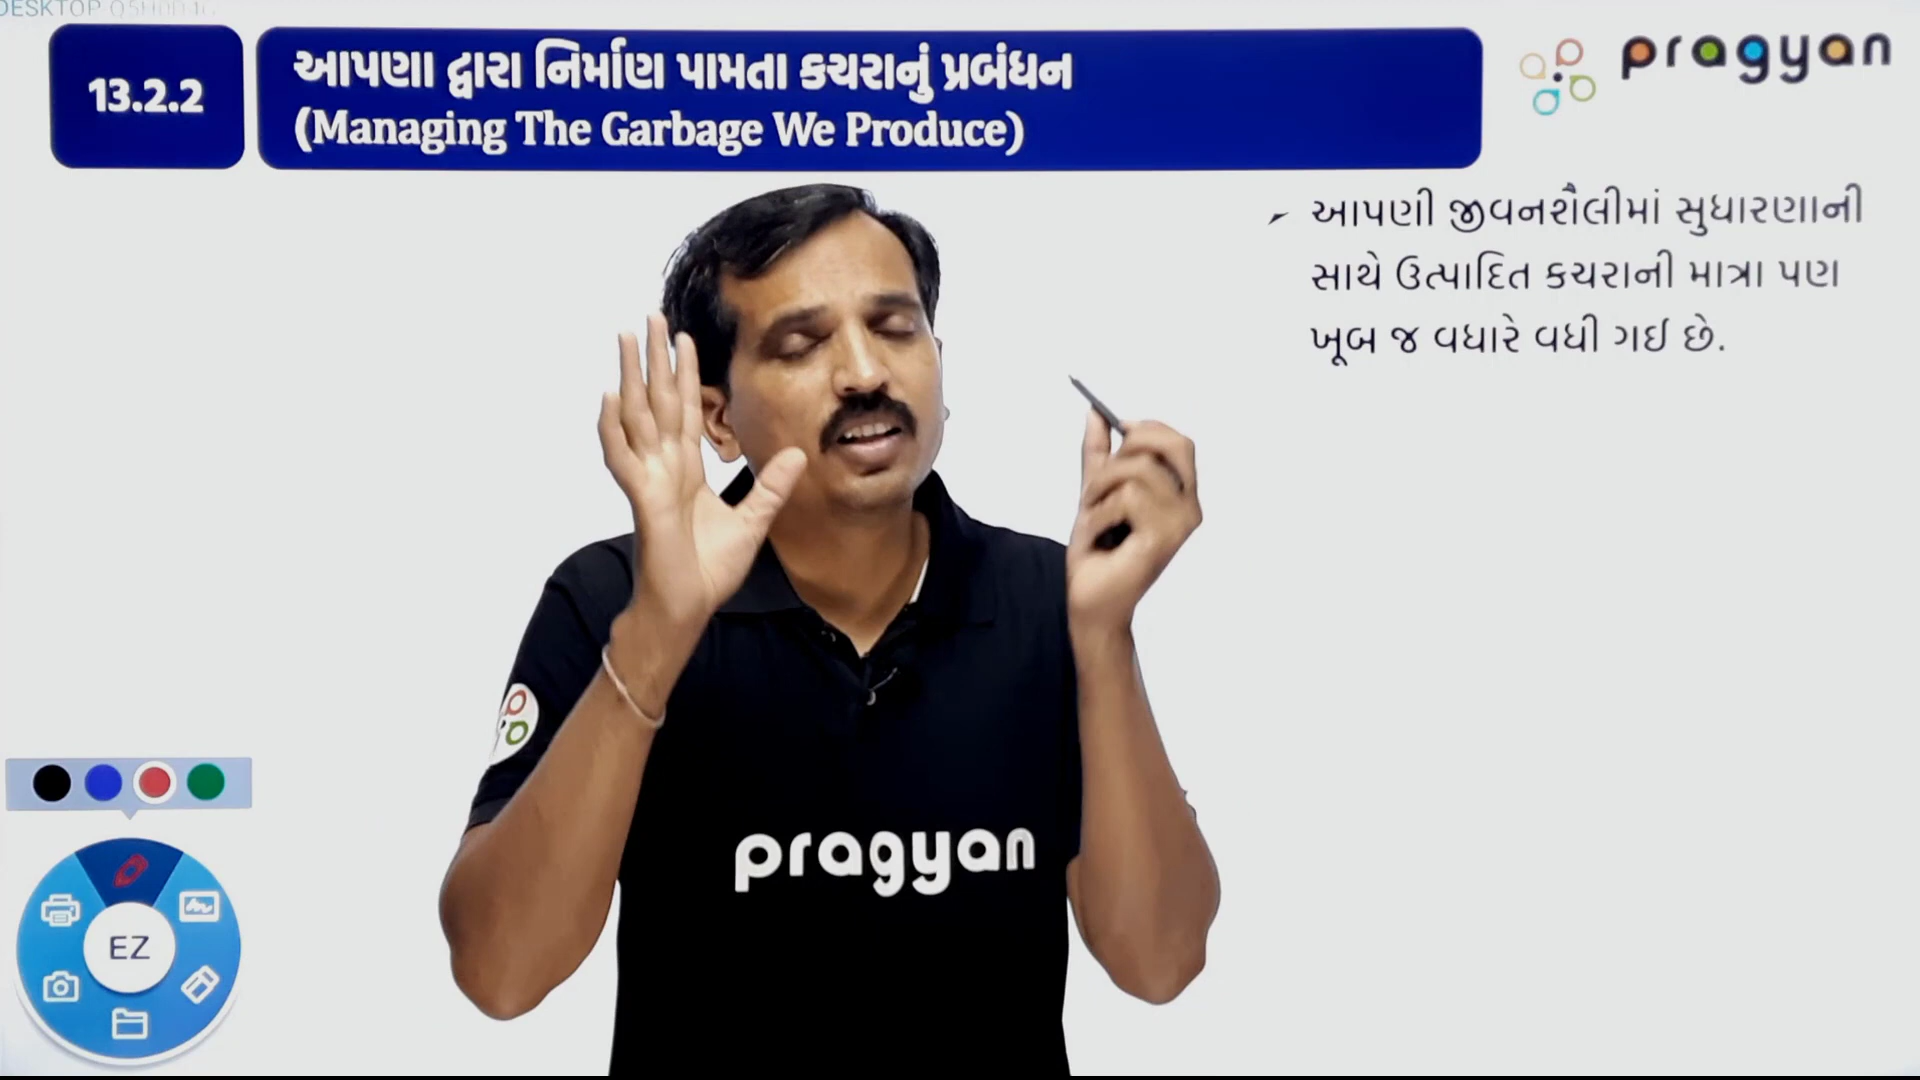 13.2.2
આપણા દ્વારા નિર્માણ પામતા કચરાનું પ્રબંધન
(Managing The Garbage We Produce)
pragyan
➢ આપણી જીવનશૈલીમાં સુધારણાની
સાથે ઉત્પાદિત કચરાની માત્રા પણ
ખૂબ જ વધારે વધી ગઈ છે.
pragyan
EZ